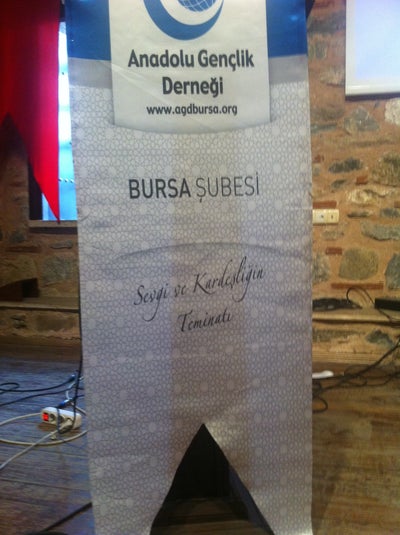 Anadolu Gençlik
Derneği
www.agdbursa.org
BURSA ŞUBESİ
Sevgi ve Kardeşliğin
Teminatı